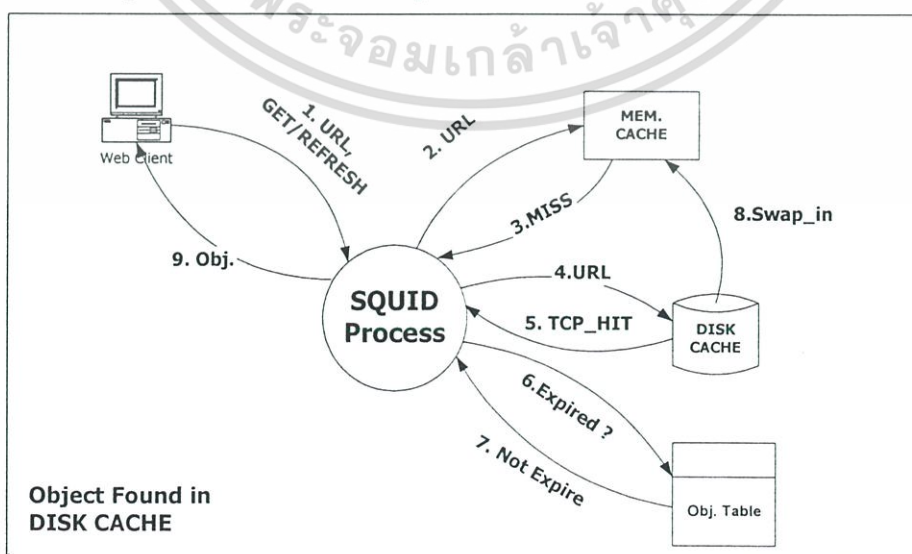 พระจอมเกล้าเจ้าคุ
Web Client
1. URL,
GET/REFRESH
2. URL
MEM.
CACHE
3.MISS
8.Swap_in
9. Obj.
SQUID
Process
4.URL
5. TCP_HIT
DISK
CACHE
6.Expired ?
7. Not Expire
Obj. Table
Object Found in
DISK CACHE